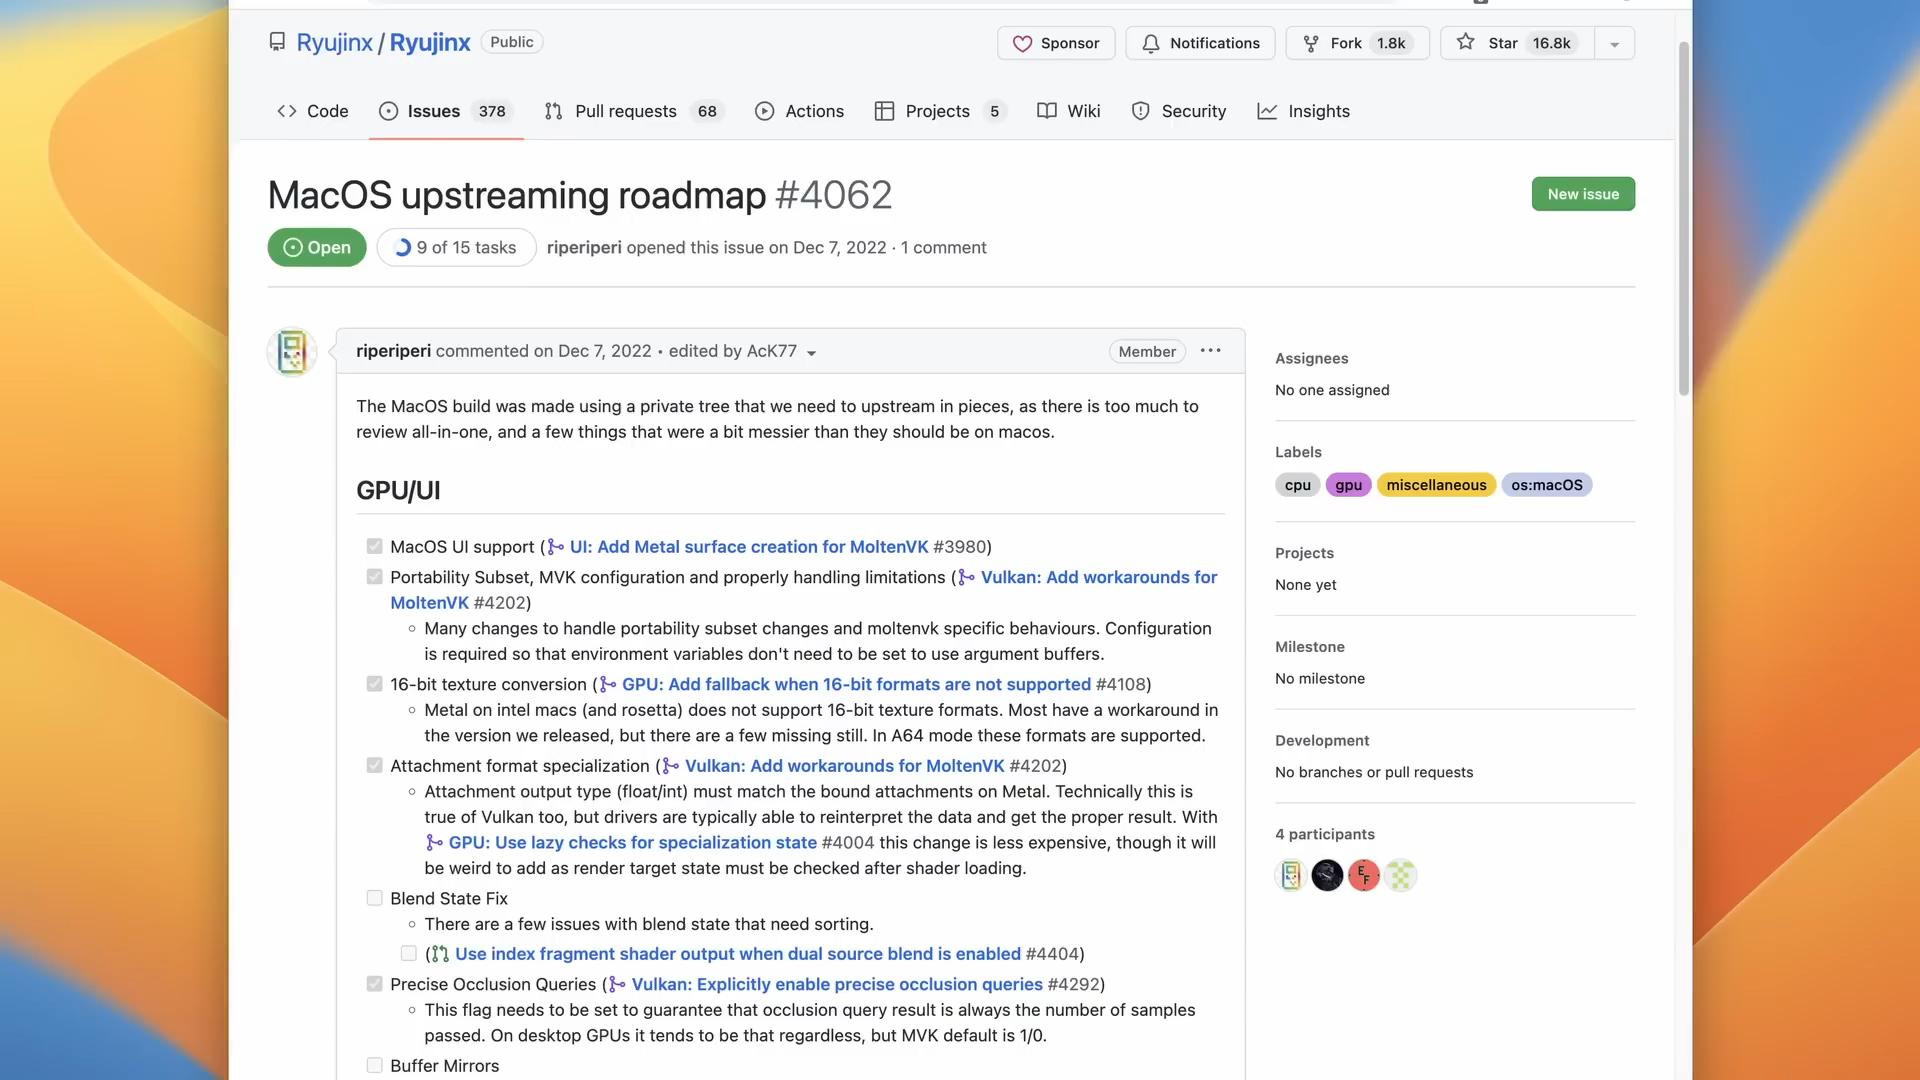 Ryujinx / Ryujinx Public
Sponsor Notifications Fork 1.8k Star 16.8k
Code Issues 378 Pull requests 68 Actions Projects 5 Wiki Security Insights
MacOS upstreaming roadmap #4062
New issue
Open 9 of 15 tasks riperiperi opened this issue on Dec 7, 2022 · 1 comment
riperiperi commented on Dec 7, 2022 • edited by AcK77
Member
The MacOS build was made using a private tree that we need to upstream in pieces, as there is too much to
review all-in-one, and a few things that were a bit messier than they should be on macos.
GPU/UI
MacOS UI support ( UI: Add Metal surface creation for MoltenVK #3980)
Portability Subset, MVK configuration and properly handling limitations ( Vulkan: Add workarounds for
MoltenVK #4202)
Many changes to handle portability subset changes and moltenvk specific behaviours. Configuration
is required so that environment variables don't need to be set to use argument buffers.
16-bit texture conversion ( GPU: Add fallback when 16-bit formats are not supported #4108)
Metal on intel macs (and rosetta) does not support 16-bit texture formats. Most have a workaround in
the version we released, but there are a few missing still. In A64 mode these formats are supported.
Attachment format specialization ( Vulkan: Add workarounds for MoltenVK #4202)
Attachment output type (float/int) must match the bound attachments on Metal. Technically this is
true of Vulkan too, but drivers are typically able to reinterpret the data and get the proper result. With
GPU: Use lazy checks for specialization state #4004 this change is less expensive, though it will
be weird to add as render target state must be checked after shader loading.
Blend State Fix
There are a few issues with blend state that need sorting.
( Use index fragment shader output when dual source blend is enabled #4404)
Precise Occlusion Queries ( Vulkan: Explicitly enable precise occlusion queries #4292)
This flag needs to be set to guarantee that occlusion query result is always the number of samples
passed. On desktop GPUs it tends to be that regardless, but MVK default is 1/0.
Buffer Mirrors
Assignees
No one assigned
Labels
cpu gpu miscellaneous os:macOS
Projects
None yet
Milestone
No milestone
Development
No branches or pull requests
4 participants
E
F